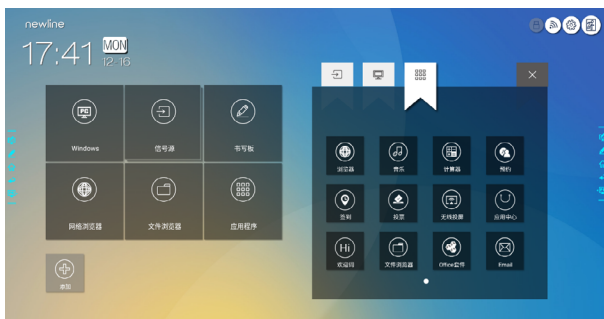 newline
17:41 MON
12-16
PC
Windows
信号源
书写板
网络浏览器
文件浏览器
应用程序
添加
浏览器
音乐
计算器
预约
签到
投票
无线投屏
应用中心
Hi
欢迎词
文件浏览器
Office套件
Email